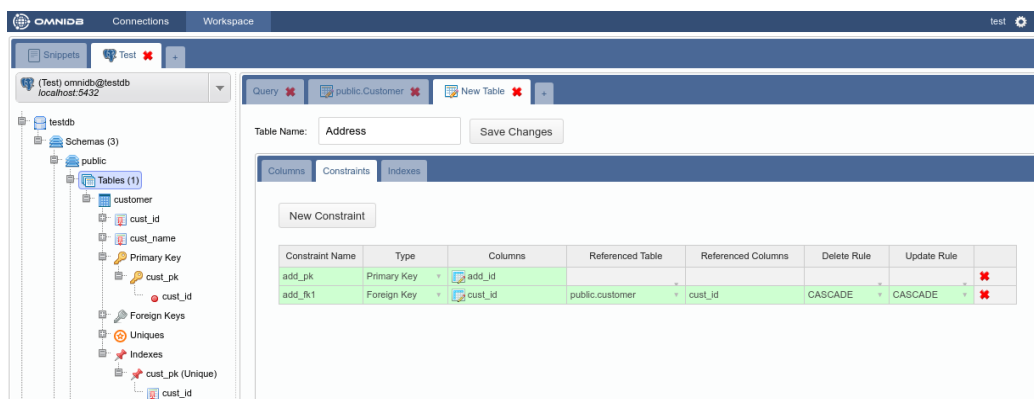 OMNIDB Connections Workspace test
Snippets Test +
(Test) omnidb@testdb
localhost:5432
Query public.Customer New Table +
testdb
Schemas (3)
public
Tables (1)
customer
cust_id
cust_name
Primary Key
cust_pk
cust_id
Foreign Keys
Uniques
Indexes
cust_pk (Unique)
cust_id
Table Name: Address Save Changes
Columns Constraints Indexes
New Constraint
Constraint Name Type Columns Referenced Table Referenced Columns Delete Rule Update Rule
add_pk Primary Key add_id
add_fk1 Foreign Key cust_id public.customer cust_id CASCADE CASCADE